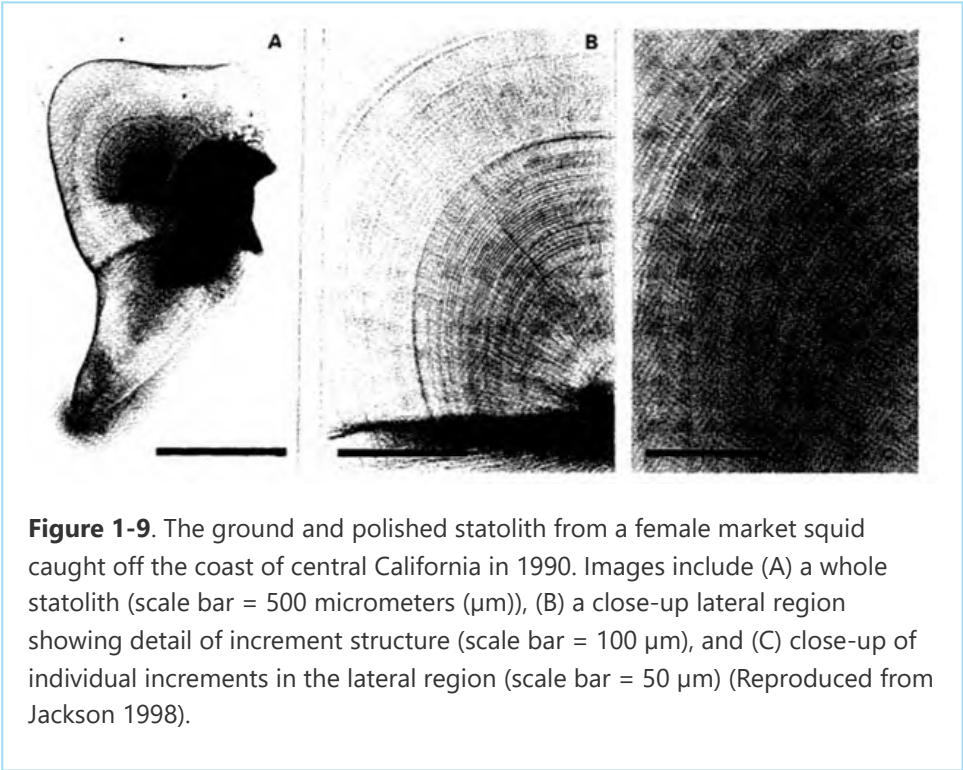 A B C
Figure 1-9. The ground and polished statolith from a female market squid
caught off the coast of central California in 1990. Images include (A) a whole
statolith (scale bar = 500 micrometers (µm)), (B) a close-up lateral region
showing detail of increment structure (scale bar = 100 µm), and (C) close-up of
individual increments in the lateral region (scale bar = 50 µm) (Reproduced from
Jackson 1998).